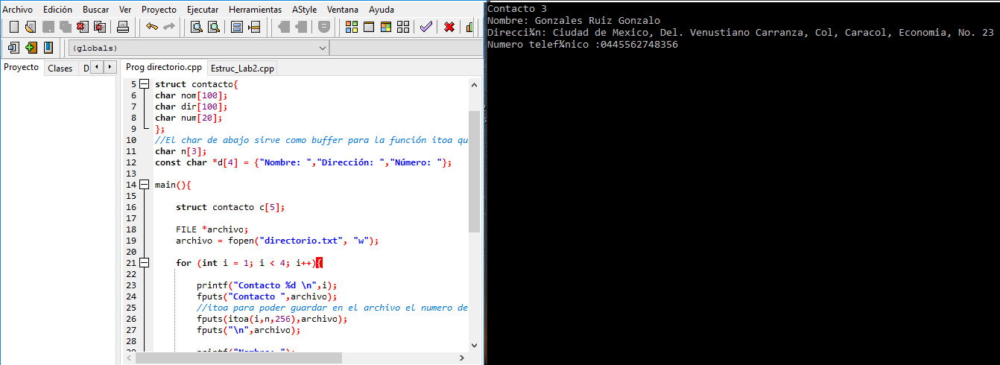 Archivo Edición Buscar Ver Proyecto Ejecutar Herramientas AStyle Ventana Ayuda
(globals)
Proyecto Clases D
Prog directorio.cpp Estruc_Lab2.cpp
5 struct contacto{
6 char nom[100];
7 char dir[100];
8 char num[20];
9 };
10 //El char de abajo sirve como buffer para la función itoa qu
11 char n[3];
12 const char *d[4] = {"Nombre: ","Dirección: ","Número: "};
13
14 main(){
15
16 struct contacto c[5];
17
18 FILE *archivo;
19 archivo = fopen("directorio.txt", "w");
20
21 for (int i = 1; i < 4; i++){
22
23 printf("Contacto %d \n",i);
24 fputs("Contacto ",archivo);
25 //itoa para poder guardar en el archivo el numero de
26 fputs(itoa(i,n,256),archivo);
27 fputs("\n",archivo);
28
Contacto 3
Nombre: Gonzales Ruiz Gonzalo
Direcci¾n: Ciudad de Mexico, Del. Venustiano Carranza, Col, Caracol, Economia, No. 23
Numero telef¾nico :0445562748356